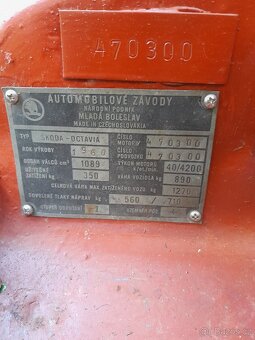 470300
AUTOMOBILOVÉ ZÁVODY
NÁRODNÍ PODNIK
MLADÁ BOLESLAV
MADE IN CZECHOSLOVAKIA
TYP ŠKODA-OCTAVIA ČÍSLO MOTORU 470300
ROK VÝROBY 1960 ČÍSLO PODVOZKU 470300
OBSAH VÁLCŮ cm³ 1089 VÝKON MOTORU 40/4200
UŽITEČNÉ ZATÍŽENÍ kg 350 VÁHA VOZIDLA kg 890
CELKOVÁ VÁHA MAX. ZATÍŽENÉHO VOZU kg 1270
DOVOLENÉ TLAKY NÁPRAV kg 560 / 710